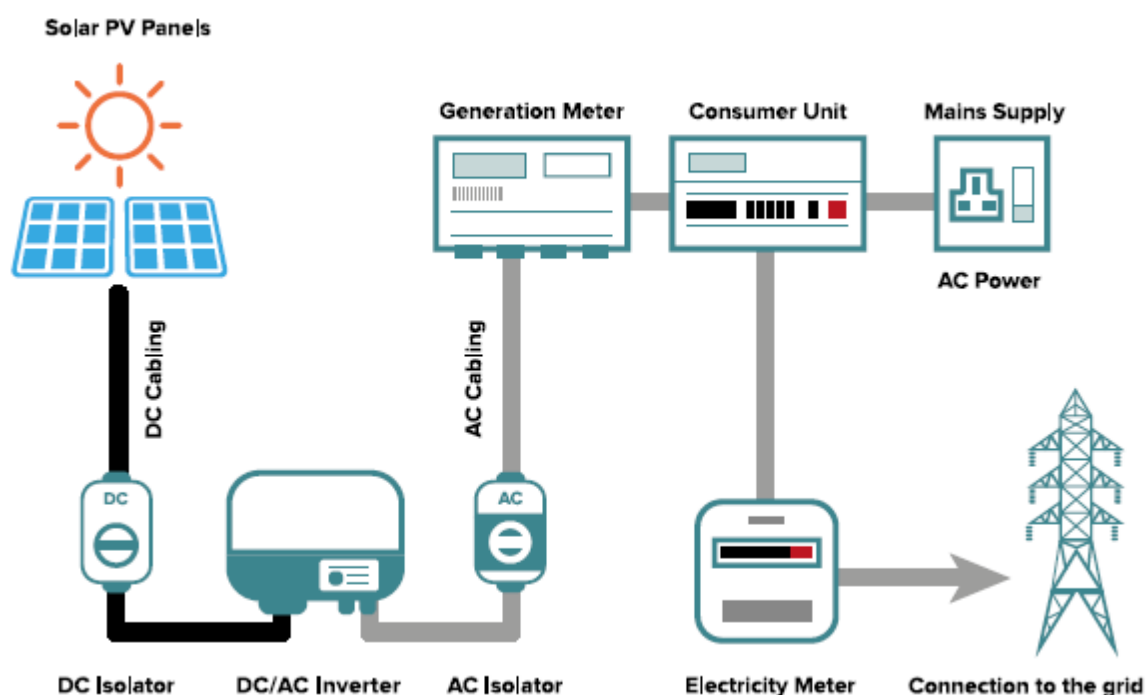 Solar PV Panels
Generation Meter
Consumer Unit
Mains Supply
AC Power
DC Cabling
AC Cabling
DC
AC
DC Isolator
DC/AC Inverter
AC Isolator
Electricity Meter
Connection to the grid